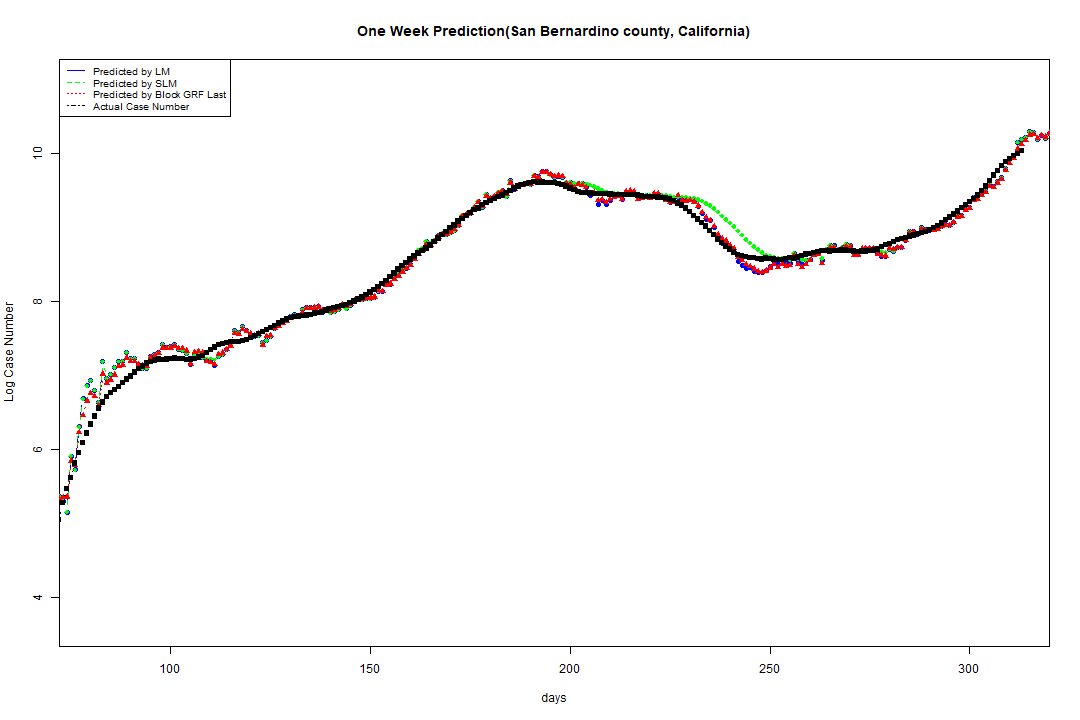 One Week Prediction(San Bernardino county, California)
Predicted by LM
Predicted by SLM
Predicted by Block GRF Last
Actual Case Number
Log Case Number
10
8
6
4
100 150 200 250 300
days